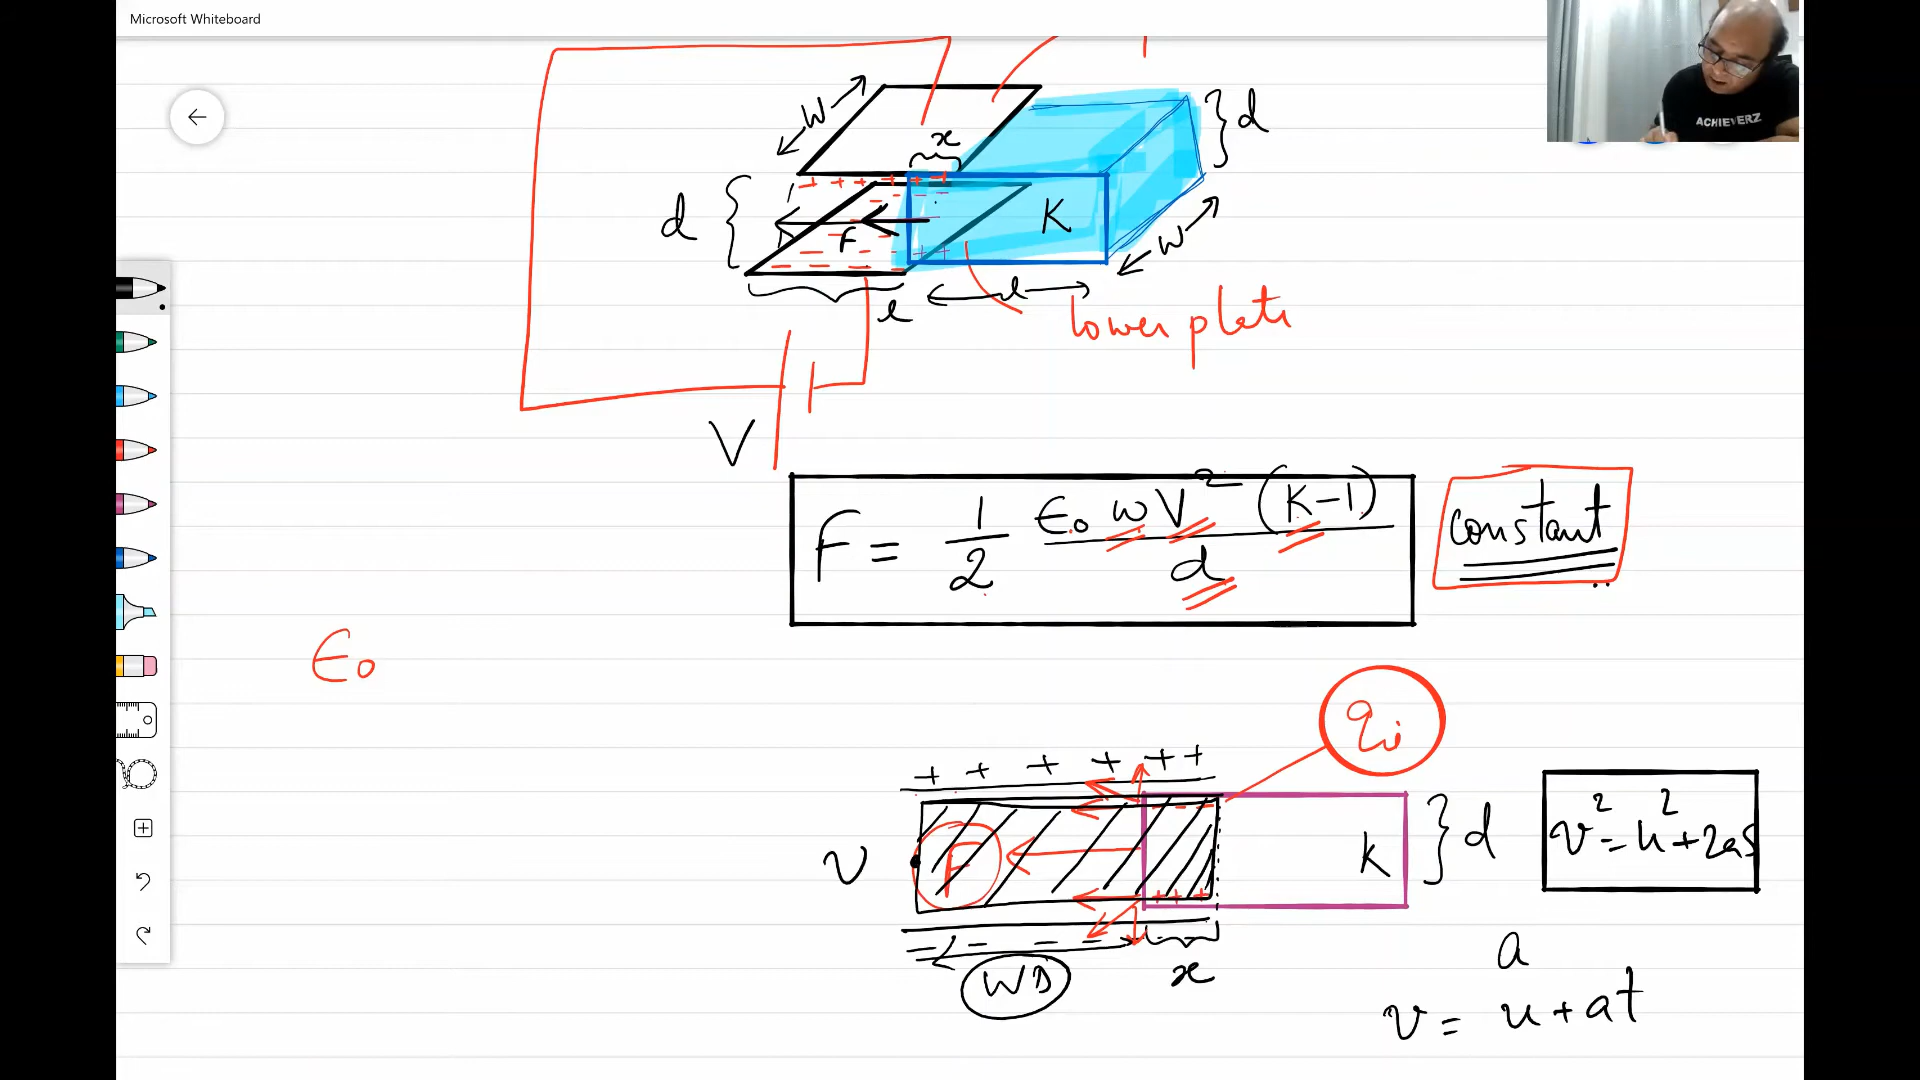 Microsoft Whiteboard
ACHIEVERZ
W
x
d
d
K
F
W
l
l
lower plate
V
F = 1/2 ϵ₀ w V² (K-1) / d
constant
ϵ₀
qᵢ
+ + + + + +
V
F
K
d
v² = u² + 2as
WD
x
a
v = u + at